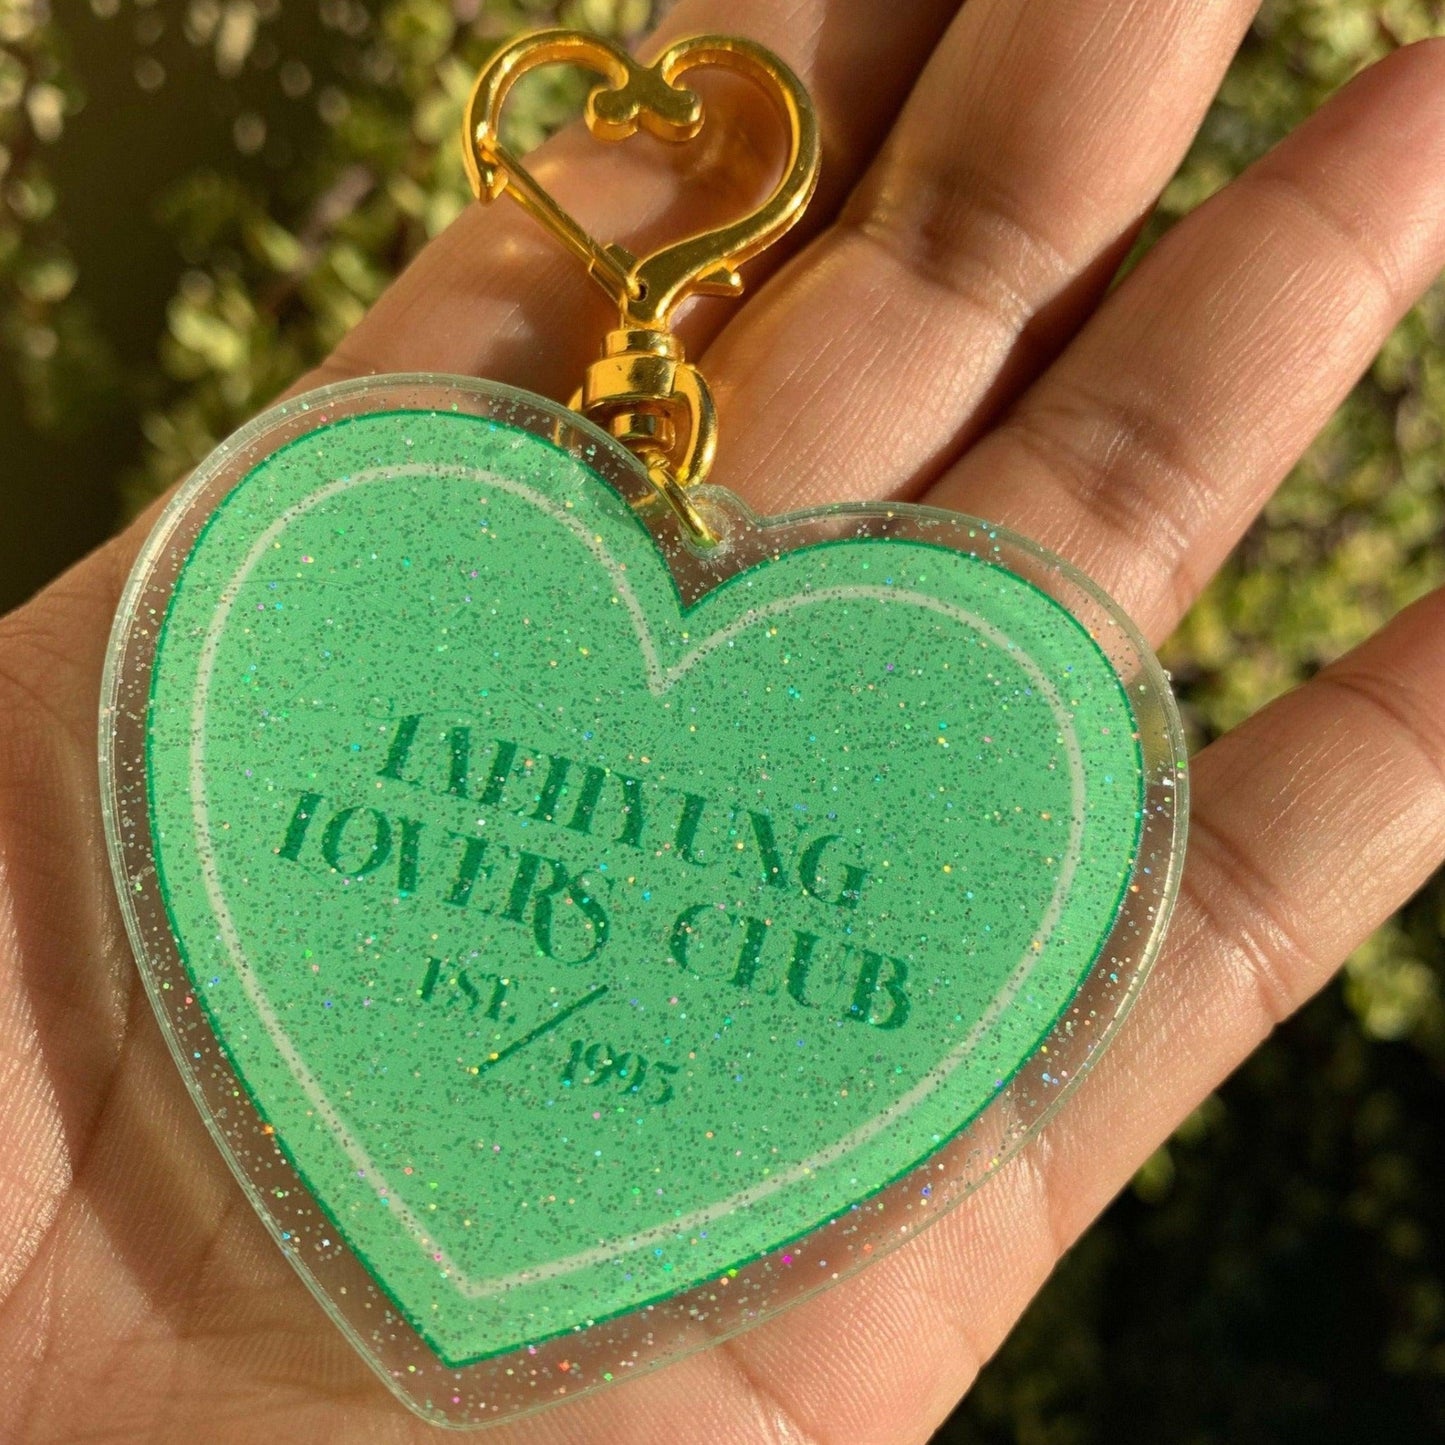 TAEHYUNG
LOVERS CLUB
EST. / 1995